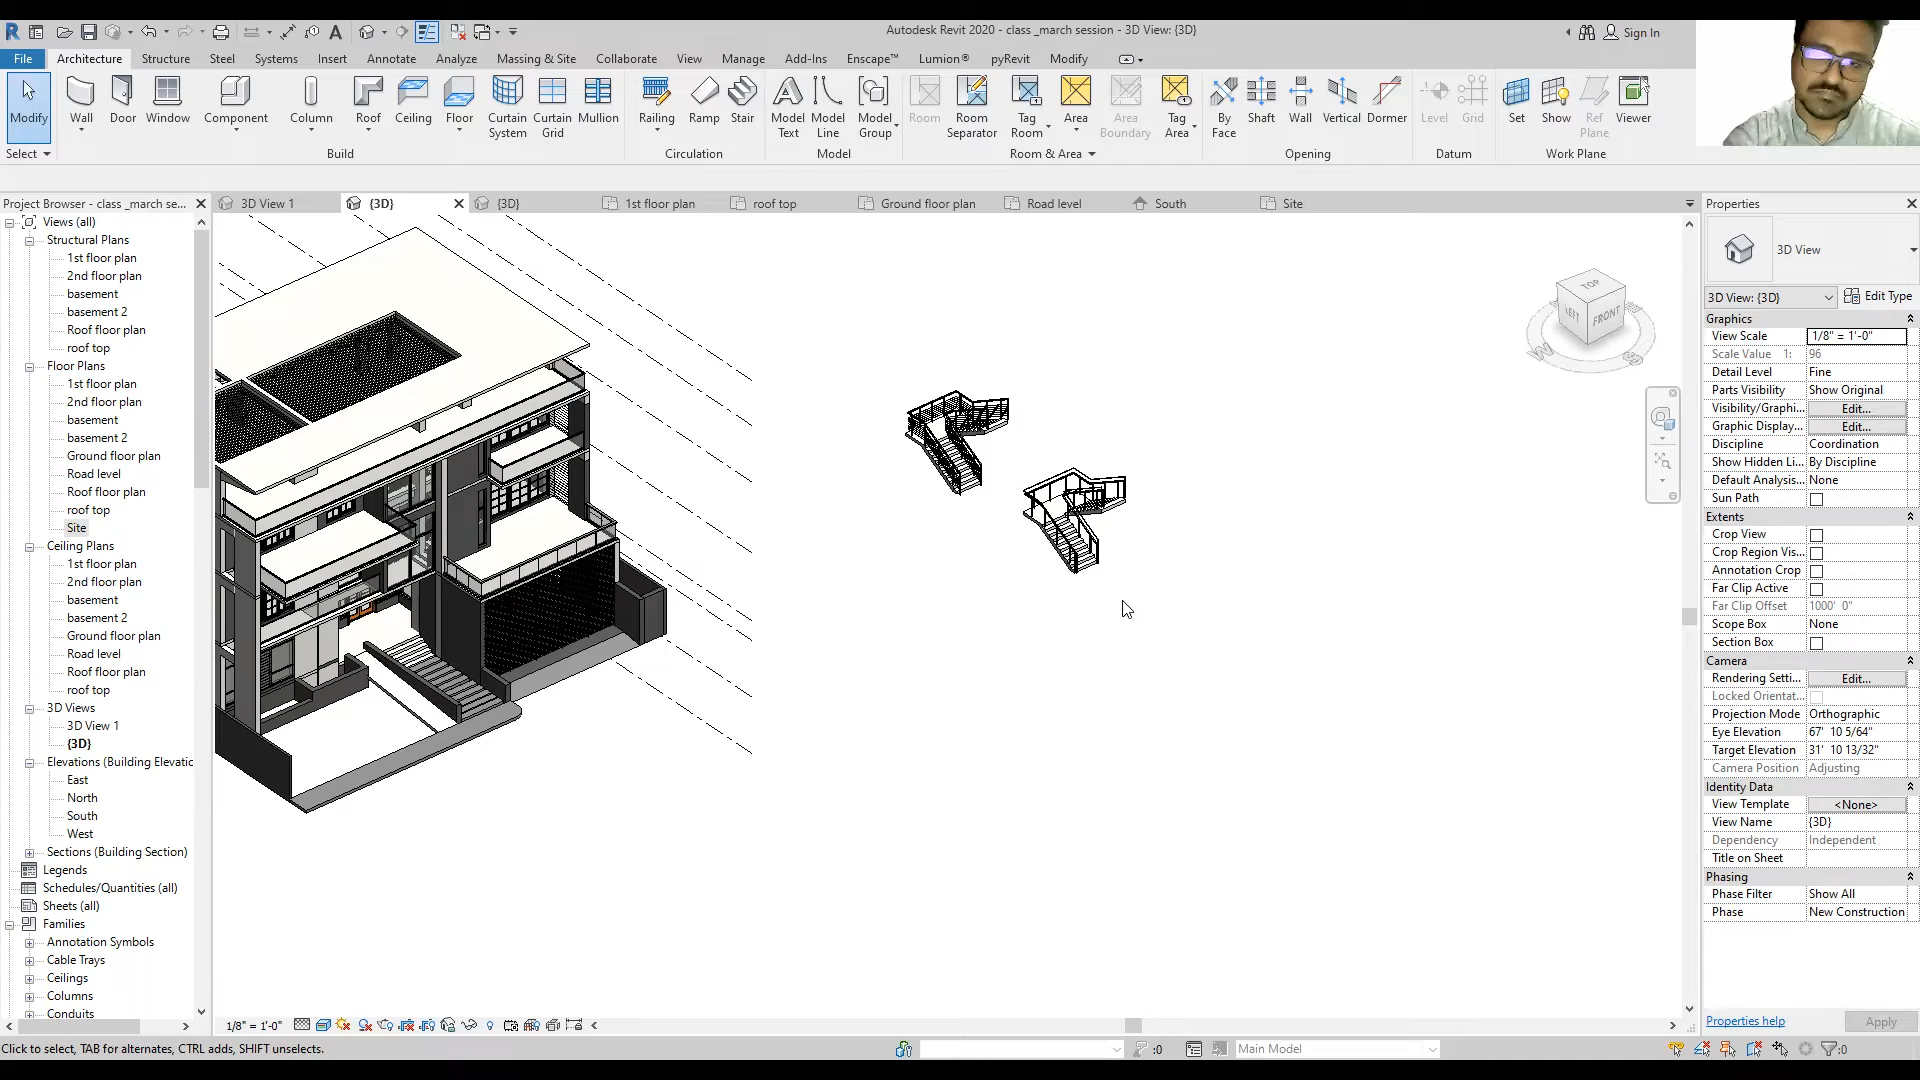 Autodesk Revit 2020 - class _march session - 3D View: {3D}
Sign In
File Architecture Structure Steel Systems Insert Annotate Analyze Massing & Site Collaborate View Manage Add-Ins Enscape™ Lumion® pyRevit Modify
Modify Wall Door Window Component Column Roof Ceiling Floor Curtain System Curtain Grid Mullion Railing Ramp Stair Model Text Model Line Model Group Room Room Separator Tag Room Area Area Boundary Tag Area By Face Shaft Wall Vertical Dormer Level Grid Set Show Ref Plane Viewer
Select Build Circulation Model Room & Area Opening Datum Work Plane
Project Browser - class _march se...
3D View 1 {3D} {3D} 1st floor plan roof top Ground floor plan Road level South Site
Views (all)
Structural Plans
1st floor plan
2nd floor plan
basement
basement 2
Roof floor plan
roof top
Floor Plans
1st floor plan
2nd floor plan
basement
basement 2
Ground floor plan
Road level
Roof floor plan
roof top
Site
Ceiling Plans
1st floor plan
2nd floor plan
basement
basement 2
Ground floor plan
Road level
Roof floor plan
roof top
3D Views
3D View 1
{3D}
Elevations (Building Elevatic
East
North
South
West
Sections (Building Section)
Legends
Schedules/Quantities (all)
Sheets (all)
Families
Annotation Symbols
Cable Trays
Ceilings
Columns
Conduits
TOP
LEFT FRONT
W S
Properties
3D View
3D View: {3D} Edit Type
Graphics
View Scale 1/8" = 1'-0"
Scale Value 1: 96
Detail Level Fine
Parts Visibility Show Original
Visibility/Graphi... Edit...
Graphic Display... Edit...
Discipline Coordination
Show Hidden Li... By Discipline
Default Analysis... None
Sun Path
Extents
Crop View
Crop Region Vis...
Annotation Crop
Far Clip Active
Far Clip Offset 1000' 0"
Scope Box None
Section Box
Camera
Rendering Setti... Edit...
Locked Orientat...
Projection Mode Orthographic
Eye Elevation 67' 10 5/64"
Target Elevation 31' 10 13/32"
Camera Position Adjusting
Identity Data
View Template <None>
View Name {3D}
Dependency Independent
Title on Sheet
Phasing
Phase Filter Show All
Phase New Construction
Properties help Apply
1/8" = 1'-0"
Click to select, TAB for alternates, CTRL adds, SHIFT unselects. :0 Main Model :0